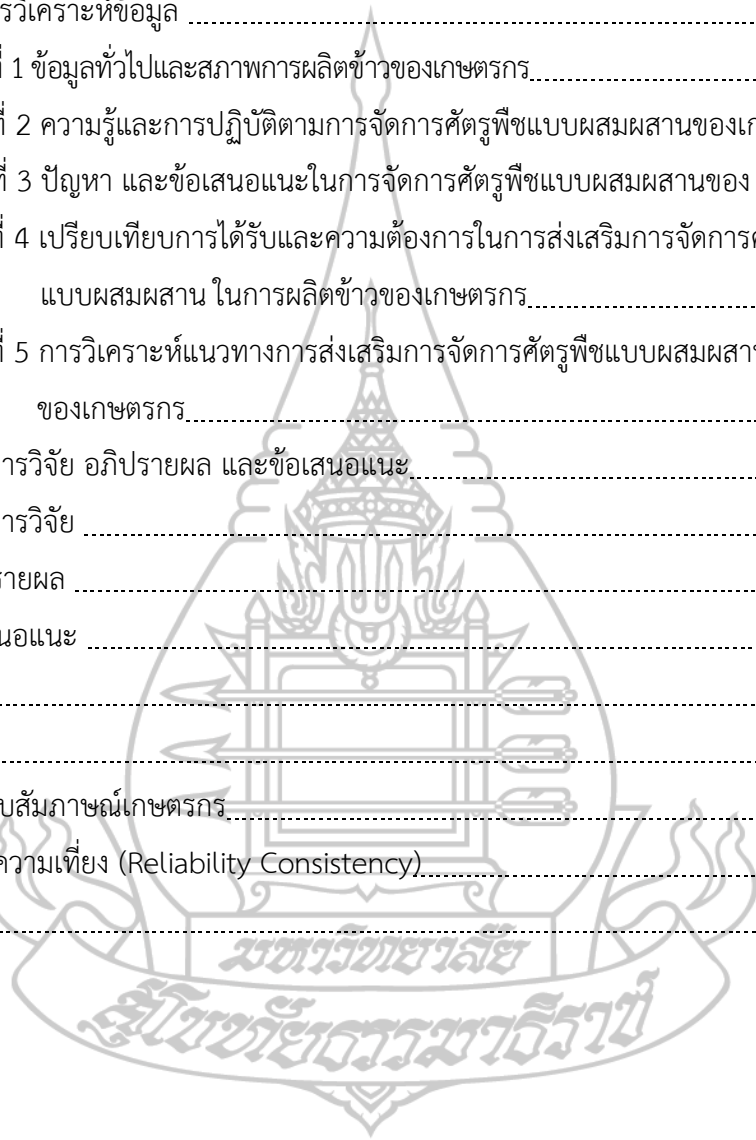 รวิเคราะห์ข้อมูล
ที่ 1 ข้อมูลทั่วไปและสภาพการผลิตข้าวของเกษตรกร
ที่ 2 ความรู้และการปฏิบัติตามการจัดการศัตรูพืชแบบผสมผสานของเก
ที่ 3 ปัญหา และข้อเสนอแนะในการจัดการศัตรูพืชแบบผสมผสานของ
ที่ 4 เปรียบเทียบการได้รับและความต้องการในการส่งเสริมการจัดการศ
แบบผสมผสาน ในการผลิตข้าวของเกษตรกร
ที่ 5 การวิเคราะห์แนวทางการส่งเสริมการจัดการศัตรูพืชแบบผสมผสาน
ของเกษตรกร
ารวิจัย อภิปรายผล และข้อเสนอแนะ
ารวิจัย
รายผล
นอแนะ
บสัมภาษณ์เกษตรกร
ความเที่ยง (Reliability Consistency)
มหาวิทยาลัย
สุโขทัยธรรมาธิราช